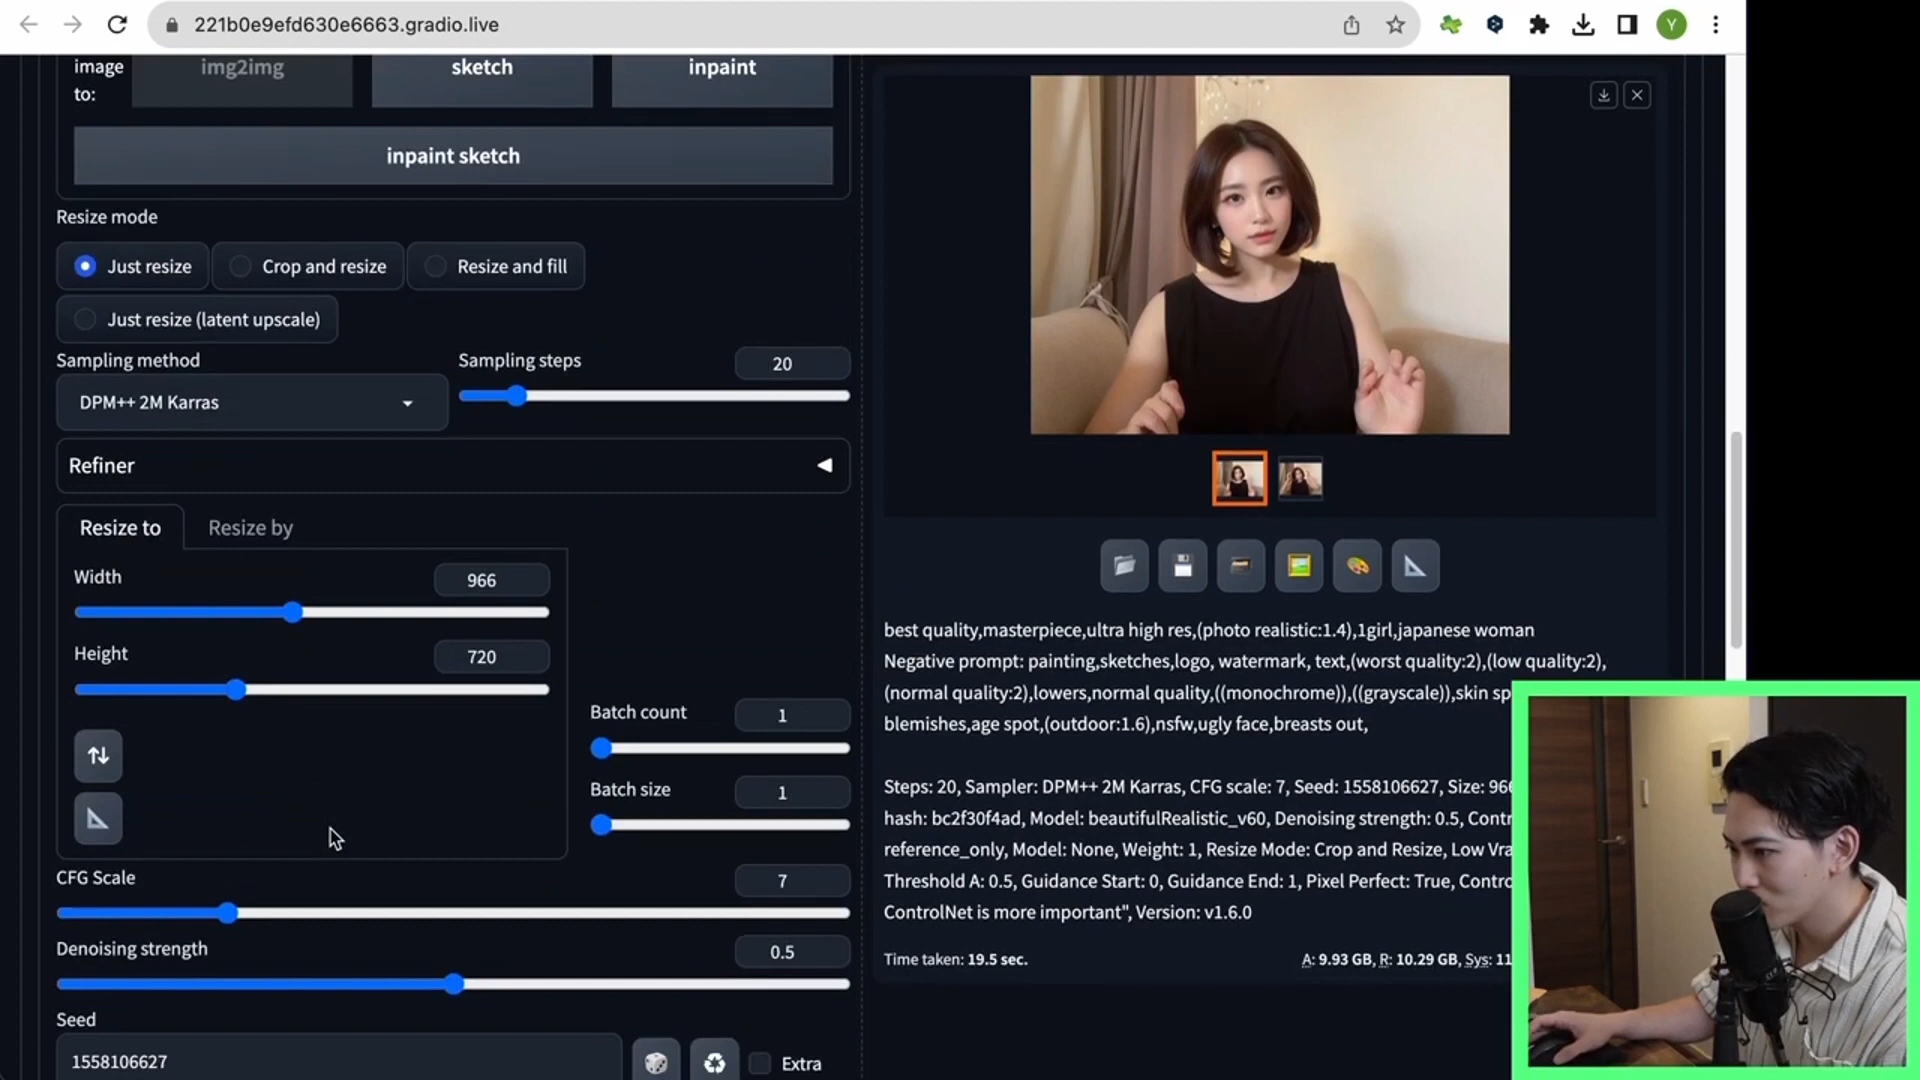 221b0e9efd630e6663.gradio.live
Y
image
to:
img2img
sketch
inpaint
inpaint sketch
Resize mode
Just resize
Crop and resize
Resize and fill
Just resize (latent upscale)
Sampling method
Sampling steps
20
DPM++ 2M Karras
Refiner
Resize to
Resize by
Width
966
Height
720
Batch count
1
Batch size
1
CFG Scale
7
Denoising strength
0.5
Seed
1558106627
Extra
best quality,masterpiece,ultra high res,(photo realistic:1.4),1girl,japanese woman
Negative prompt: painting,sketches,logo, watermark, text,(worst quality:2),(low quality:2),
(normal quality:2),lowers,normal quality,((monochrome)),((grayscale)),skin sp
blemishes,age spot,(outdoor:1.6),nsfw,ugly face,breasts out,
Steps: 20, Sampler: DPM++ 2M Karras, CFG scale: 7, Seed: 1558106627, Size: 966
hash: bc2f30f4ad, Model: beautifulRealistic_v60, Denoising strength: 0.5, Contr
reference_only, Model: None, Weight: 1, Resize Mode: Crop and Resize, Low Vra
Threshold A: 0.5, Guidance Start: 0, Guidance End: 1, Pixel Perfect: True, Contro
ControlNet is more important", Version: v1.6.0
Time taken: 19.5 sec.
A: 9.93 GB, R: 10.29 GB, Sys: 11